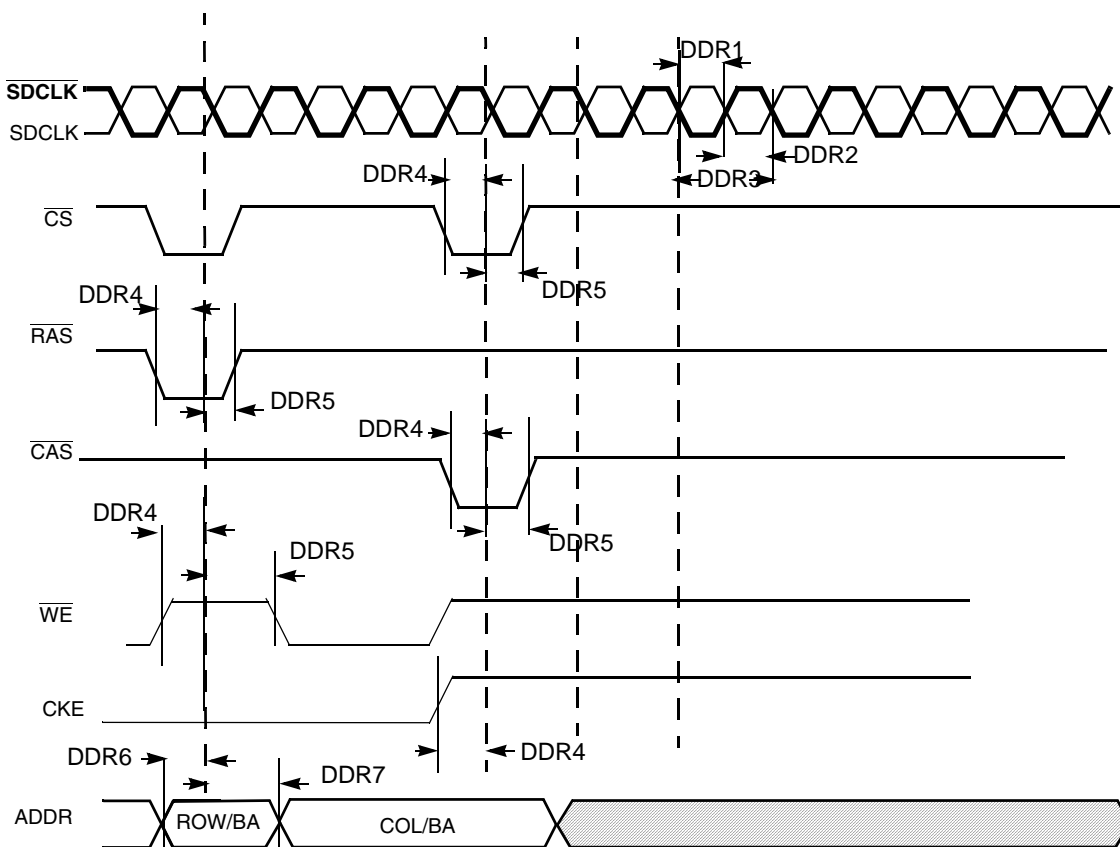 DDR1
SDCLK
SDCLK
DDR2
DDR4
DDR3
CS
DDR5
DDR4
RAS
DDR5
DDR4
CAS
DDR4
DDR5
DDR5
WE
CKE
DDR4
DDR6
DDR7
ADDR
ROW/BA
COL/BA